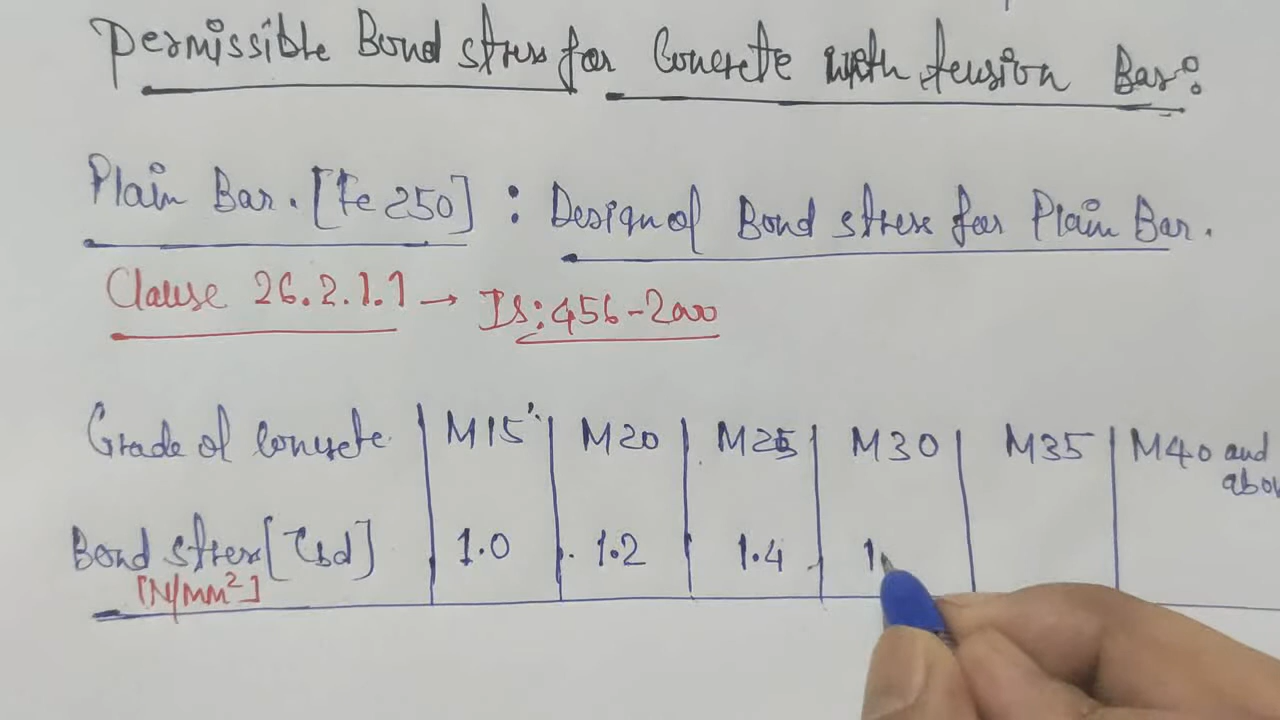 Permissible Bond stress for Concrete with tension Bar:
Plain Bar. [Fe 250] : Design of Bond stress for Plain Bar.
Clause 26.2.1.1 → IS:456-2000
Grade of Concrete M15 M20 M25 M30 M35 M40 and
above
Bond stress [τbd] 1.0 1.2 1.4 1.
[N/mm²]